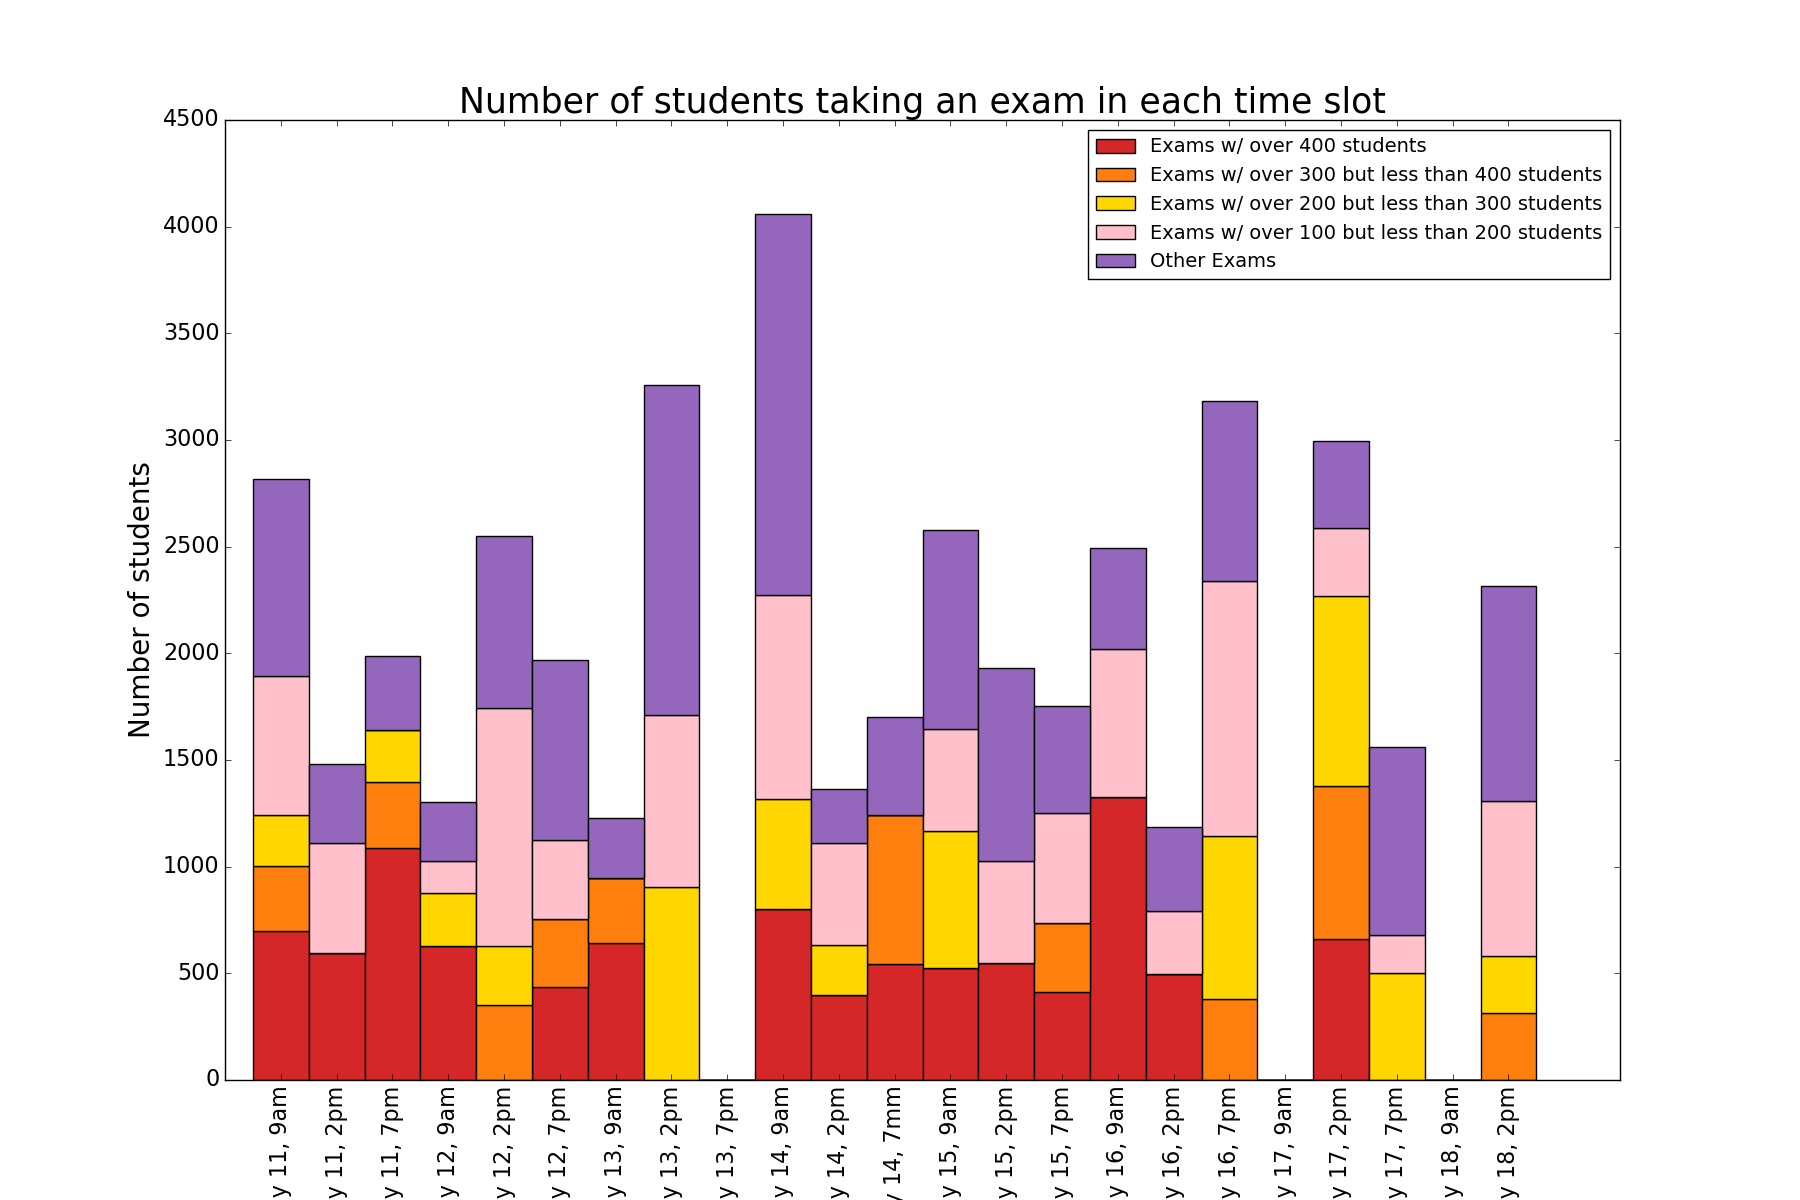 Number of students taking an exam in each time slot
4500
4000
3500
3000
2500
2000
1500
1000
500
0
Number of students
Exams w/ over 400 students
Exams w/ over 300 but less than 400 students
Exams w/ over 200 but less than 300 students
Exams w/ over 100 but less than 200 students
Other Exams
y 11, 9am
y 11, 2pm
y 11, 7pm
y 12, 9am
y 12, 2pm
y 12, 7pm
y 13, 9am
y 13, 2pm
y 13, 7pm
y 14, 9am
y 14, 2pm
y 14, 7mm
y 15, 9am
y 15, 2pm
y 15, 7pm
y 16, 9am
y 16, 2pm
y 16, 7pm
y 17, 9am
y 17, 2pm
y 17, 7pm
y 18, 9am
y 18, 2pm